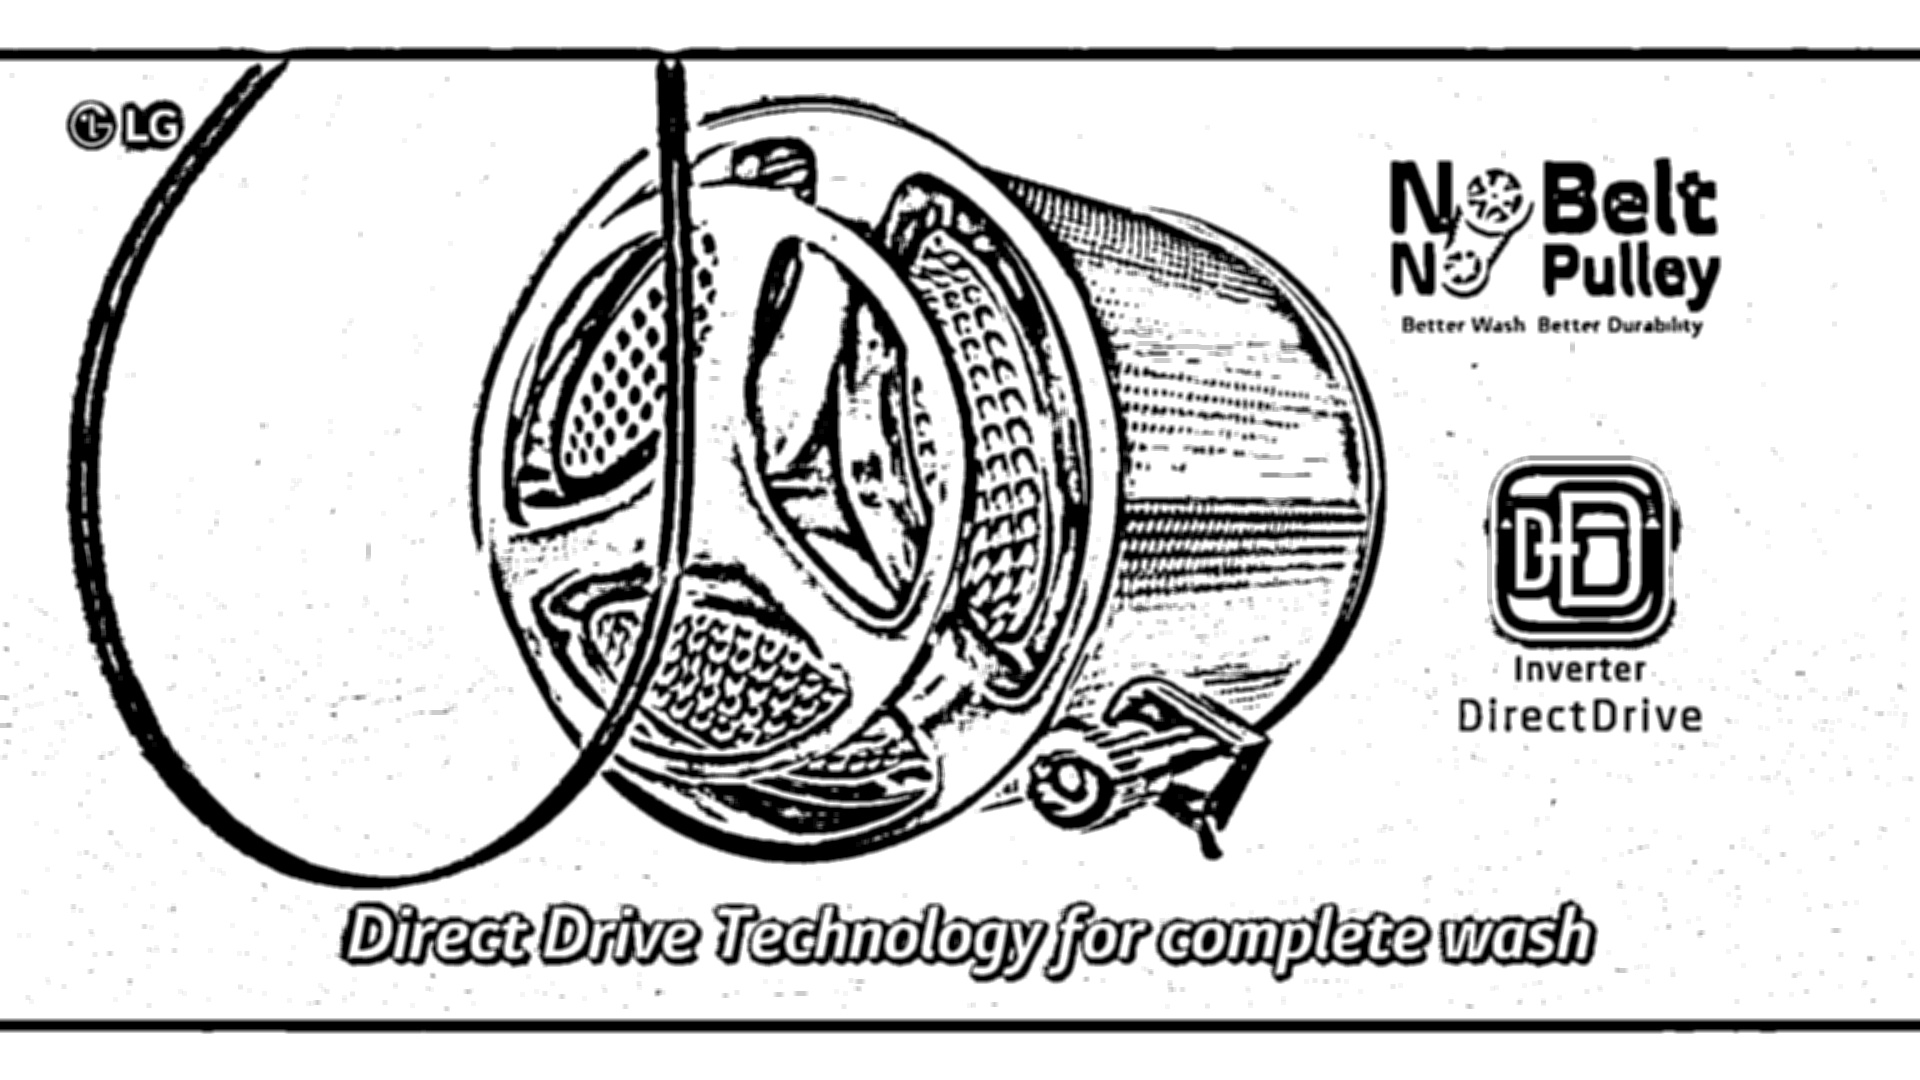 LG
No Belt
No Pulley
Better Wash Better Durability
DD
Inverter
DirectDrive
Direct Drive Technology for complete wash